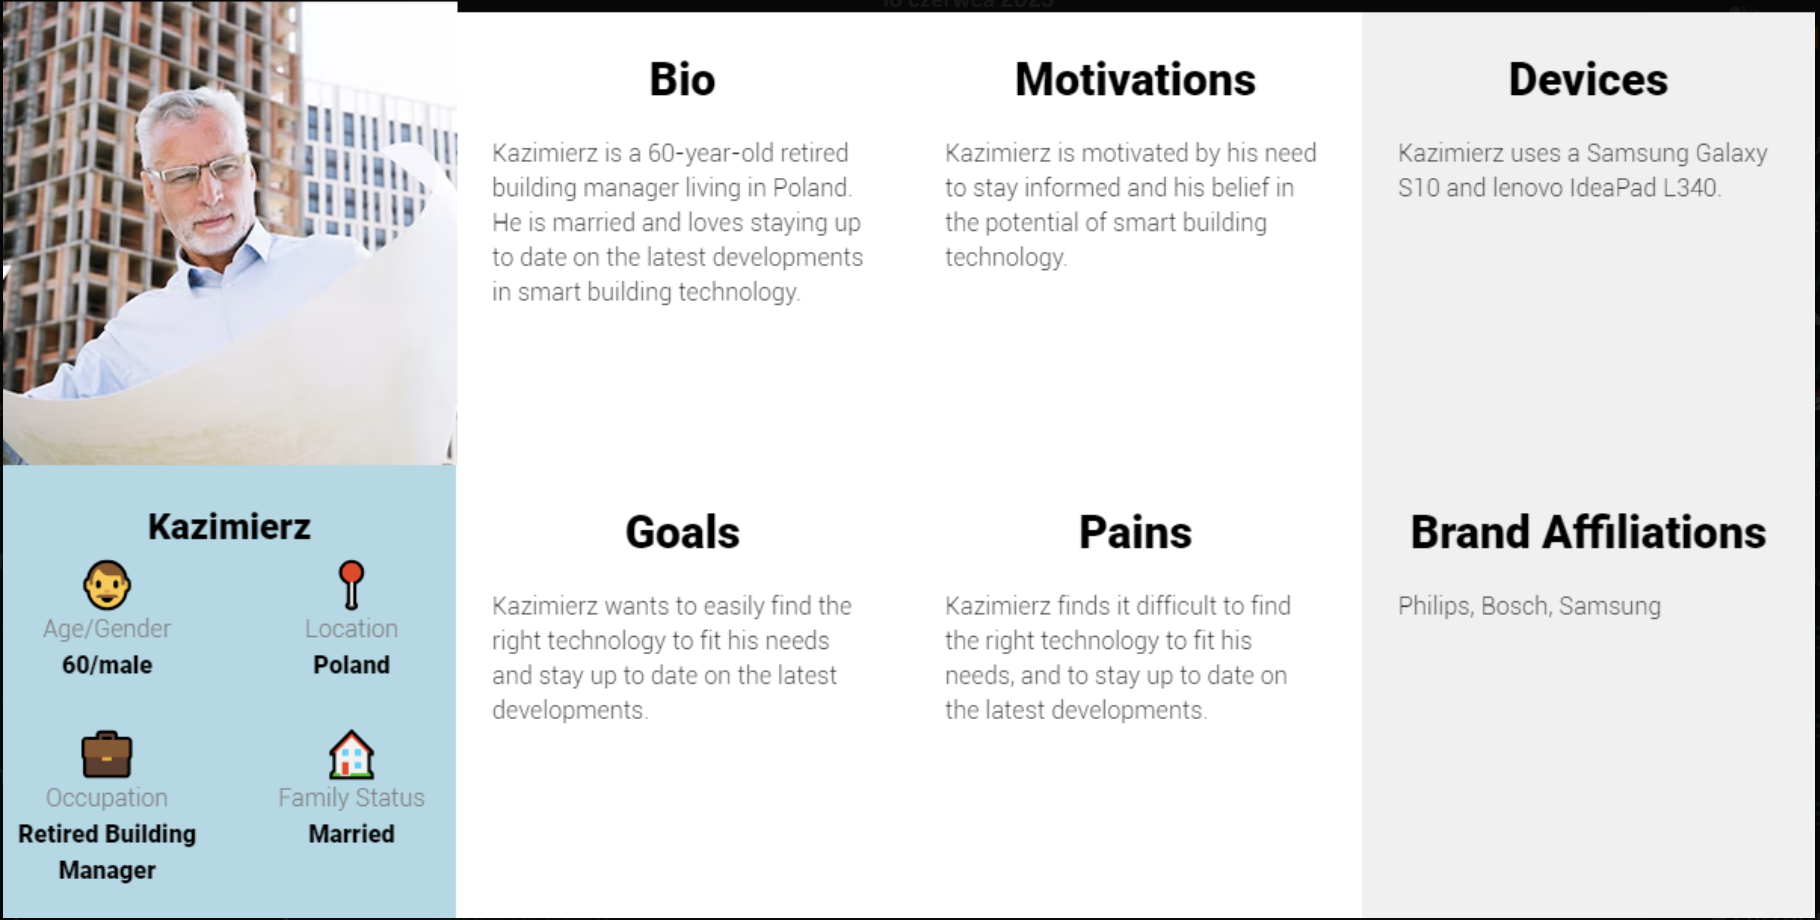 16 czerwca 2023
Bio
Kazimierz is a 60-year-old retired
building manager living in Poland.
He is married and loves staying up
to date on the latest developments
in smart building technology.
Motivations
Kazimierz is motivated by his need
to stay informed and his belief in
the potential of smart building
technology.
Devices
Kazimierz uses a Samsung Galaxy
S10 and lenovo IdeaPad L340.
Kazimierz
Age/Gender
60/male
Location
Poland
Occupation
Retired Building
Manager
Family Status
Married
Goals
Kazimierz wants to easily find the
right technology to fit his needs
and stay up to date on the latest
developments.
Pains
Kazimierz finds it difficult to find
the right technology to fit his
needs, and to stay up to date on
the latest developments.
Brand Affiliations
Philips, Bosch, Samsung